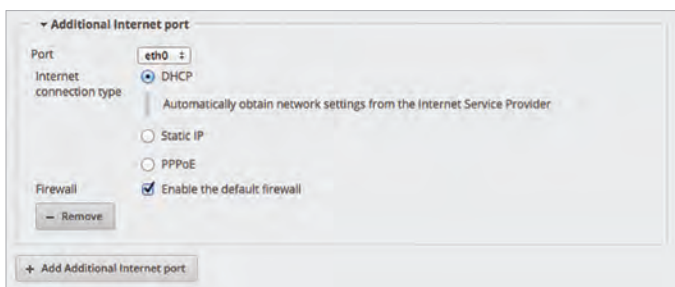 Additional Internet port
Port
eth0
Internet
connection type
DHCP
Automatically obtain network settings from the Internet Service Provider
Static IP
PPPoE
Firewall
Enable the default firewall
− Remove
+ Add Additional Internet port